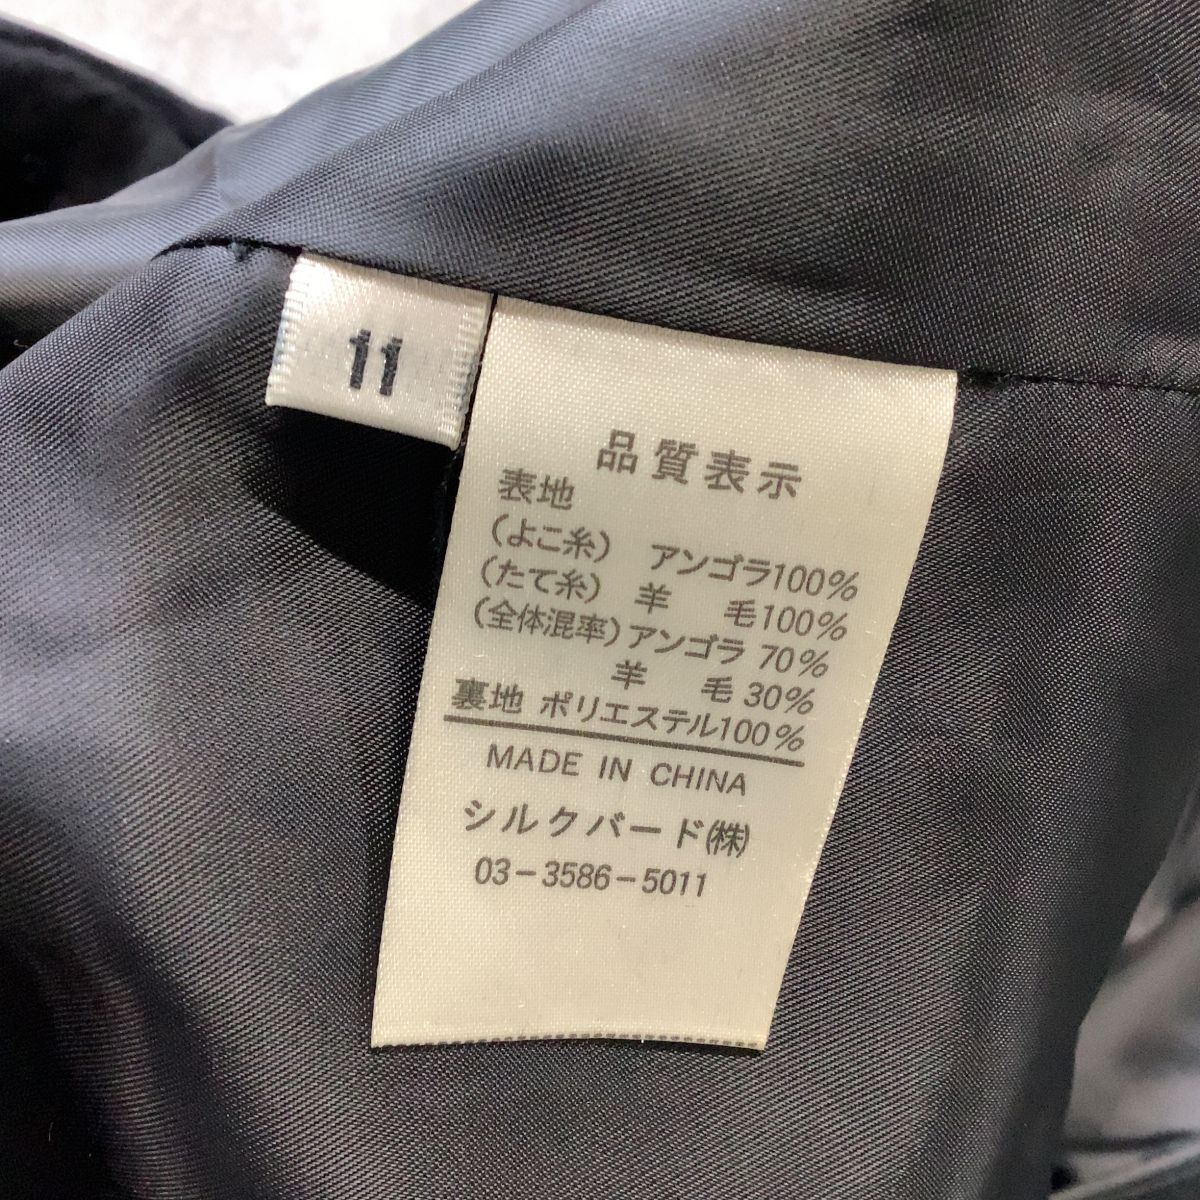 11
品質表示
表地
(よこ糸) アンゴラ100%
(たて糸) 羊 毛100%
(全体混率)アンゴラ 70%
羊 毛 30%
裏地 ポリエステル100%
MADE IN CHINA
シルクバード(株)
03-3586-5011